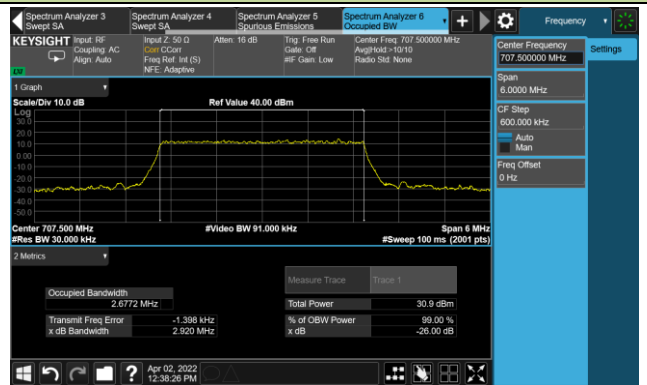 Spectrum Analyzer 3
Swept SA
Spectrum Analyzer 4
Swept SA
Spectrum Analyzer 5
Spurious Emissions
Spectrum Analyzer 6
Occupied BW
Frequency
KEYSIGHT
Input: RF
Coupling: AC
Align: Auto
Input Z: 50 Ω
Corr CCorr
Freq Ref: Int (S)
NFE: Adaptive
Atten: 16 dB
Trig: Free Run
Gate: Off
#IF Gain: Low
Center Freq: 707.500000 MHz
Avg|Hold:>10/10
Radio Std: None
1 Graph
Scale/Div 10.0 dB
Ref Value 40.00 dBm
Log
30.0
20.0
10.0
0.00
-10.0
-20.0
-30.0
-40.0
-50.0
Center 707.500 MHz
#Video BW 91.000 kHz
Span 6 MHz
#Res BW 30.000 kHz
#Sweep 100 ms (2001 pts)
2 Metrics
Measure Trace
Trace 1
Occupied Bandwidth
2.6772 MHz
Total Power
30.9 dBm
Transmit Freq Error
-1.398 kHz
% of OBW Power
99.00 %
x dB Bandwidth
2.920 MHz
x dB
-26.00 dB
Center Frequency
707.500000 MHz
Settings
Span
6.0000 MHz
CF Step
600.000 kHz
Auto
Man
Freq Offset
0 Hz
?
Apr 02, 2022
12:38:26 PM